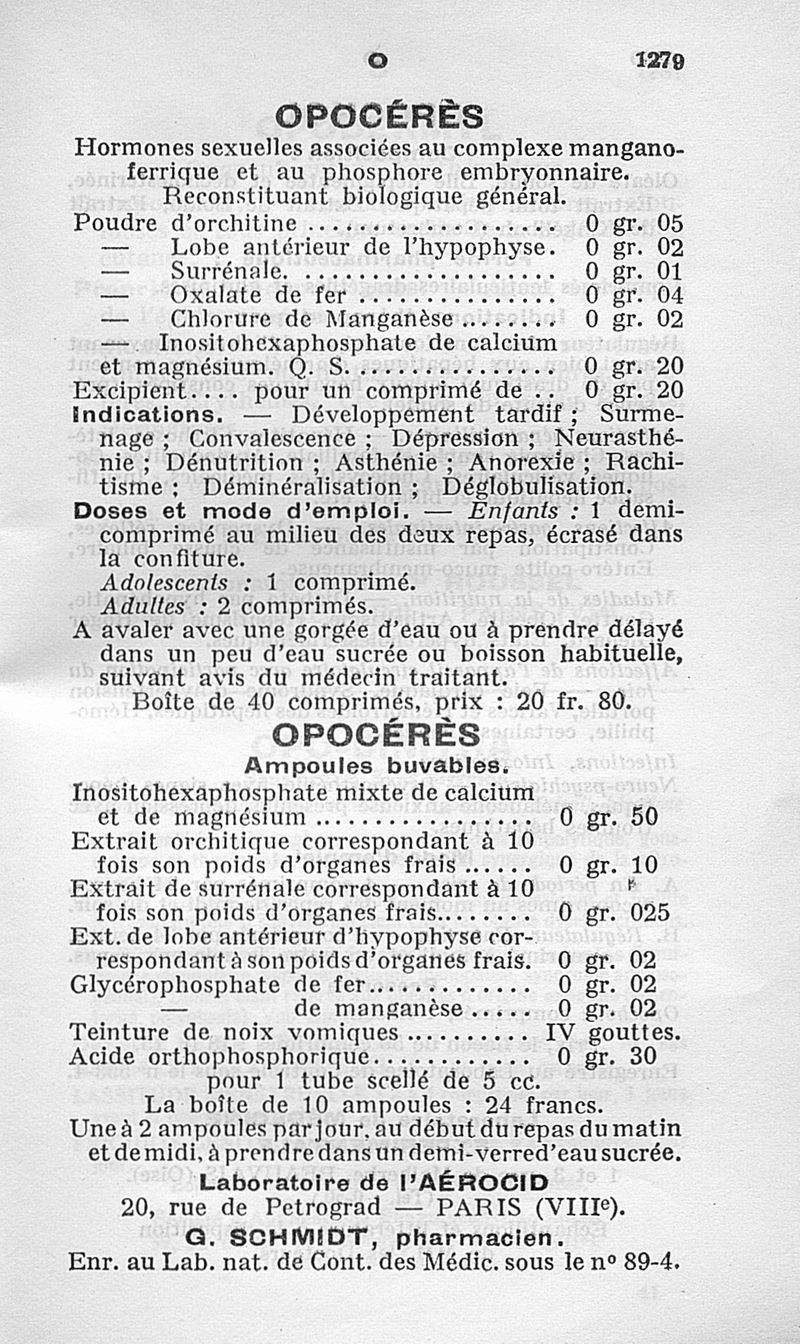 O 1279
OPOCÉRÈS
Hormones sexuelles associées au complexe mangano-
ferrique et au phosphore embryonnaire.
Reconstituant biologique général.
Poudre d'orchitine .................. 0 gr. 05
— Lobe antérieur de l'hypophyse. 0 gr. 02
— Surrénale. .................. 0 gr. 01
— Oxalate de fer ................ 0 gr. 04
— Chlorure de Manganèse ........ 0 gr. 02
— Inositohexaphosphate de calcium
et magnésium. Q. S. ............... 0 gr. 20
Excipient.... pour un comprimé de .. 0 gr. 20
Indications. — Développement tardif ; Surme-
nage ; Convalescence ; Dépression ; Neurasthé-
nie ; Dénutrition ; Asthénie ; Anorexie ; Rachi-
tisme ; Déminéralisation ; Déglobulisation.
Doses et mode d'emploi. — Enfants : 1 demi-
comprimé au milieu des deux repas, écrasé dans
la confiture.
Adolescents : 1 comprimé.
Adultes : 2 comprimés.
A avaler avec une gorgée d'eau ou à prendre délayé
dans un peu d'eau sucrée ou boisson habituelle,
suivant avis du médecin traitant.
Boîte de 40 comprimés, prix : 20 fr. 80.
OPOCÉRÈS
Ampoules buvables.
Inositohexaphosphate mixte de calcium
et de magnésium ................. 0 gr. 50
Extrait orchitique correspondant à 10
fois son poids d'organes frais ...... 0 gr. 10
Extrait de surrénale correspondant à 10
fois son poids d'organes frais........ 0 gr. 025
Ext. de lobe antérieur d'hypophyse cor-
respondant à son poids d'organes frais. 0 gr. 02
Glycérophosphate de fer.............. 0 gr. 02
— de manganèse ..... 0 gr. 02
Teinture de noix vomiques .......... IV gouttes.
Acide orthophosphorique............. 0 gr. 30
pour 1 tube scellé de 5 cc.
La boîte de 10 ampoules : 24 francs.
Une à 2 ampoules par jour, au début du repas du matin
et de midi, à prendre dans un demi-verre d'eau sucrée.
Laboratoire de l'AÉROCID
20, rue de Petrograd — PARIS (VIIIe).
G. SCHMIDT, pharmacien.
Enr. au Lab. nat. de Cont. des Médic. sous le nº 89-4.